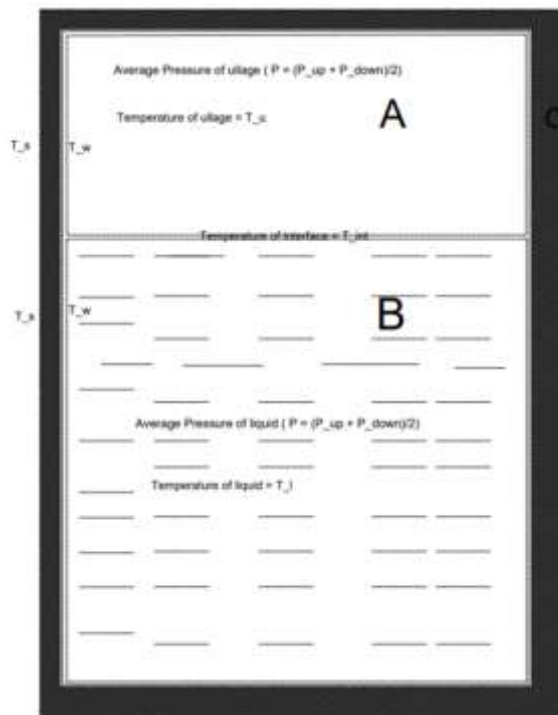 Average Pressure of ullage ( P = (P_up + P_down)/2)
A
Temperature of ullage = T_u
T_s
T_w
Temperature of interface = T_int
T_s
T_w
B
Average Pressure of liquid ( P = (P_up + P_down)/2)
Temperature of liquid = T_l